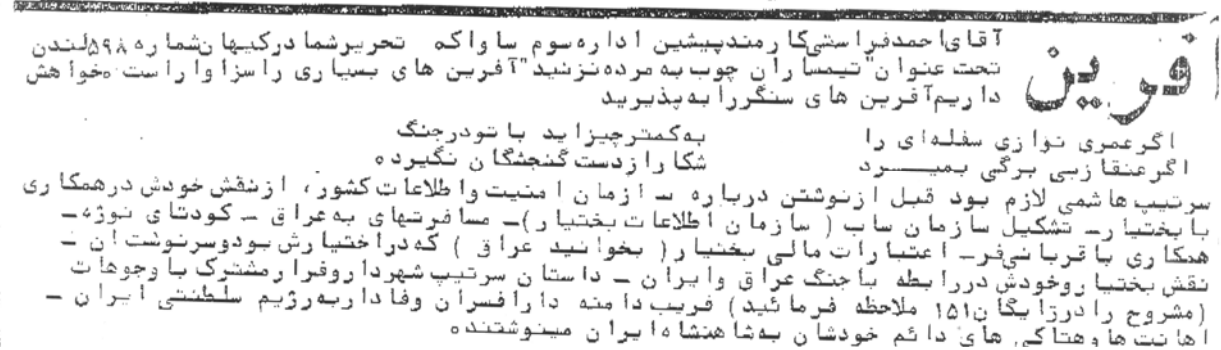 آفرین
آقای احمد فراستی کارمند پیشین اداره سوم ساواک تحریر شما در کیهان شماره ۵۹۸ لندن
تحت عنوان "تیمساران چوب به مرده نزنید" آفرین های بسیاری را سزاوار است. خواهش
داریم آفرین های سنگر را بپذیرید
اگر عمری نوازی سفله ای را به کمتر چیز اید با تو در جنگ
اگر عنقا ز بی برگی بمیرد شکار از دست گنجشگان نگیرد.
سرتیپ هاشمی لازم بود قبل از نوشتن درباره سازمان امنیت و اطلاعات کشور، از نقش خودش در همکاری
با بختیار ـ تشکیل سازمان ساب (سازمان اطلاعات بختیار) ـ مسافرتهای به عراق ـ کودتای نوژه ـ
همکاری با قربانی فر ـ اعتبارات مالی بختیار (بخوانید عراق) که در اختیارش بود و سرنوشت ان ـ
نقش بختیار و خودش در رابطه با جنگ عراق و ایران ـ داستان سرتیپ شهردار و قرار مشترک با وجوهات
(مشروح را در رایگان ۱۵۱ ملاحظه فرمائید) فریب دامنه دار افسران وفادار به رژیم سلطنتی ایران ـ
اهانت ها و هتاکی های دائم خودشان به شاهنشاه ایران مینوشتند.